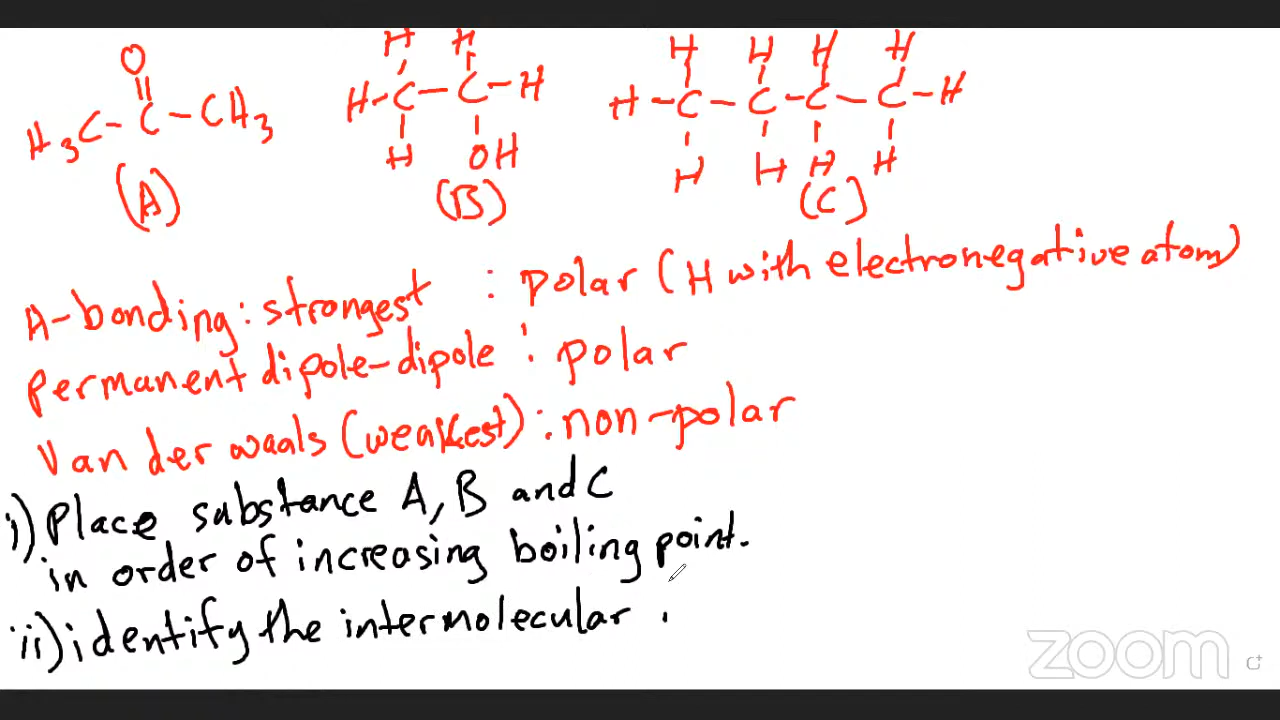 O
H H H H H H
H₃C - C - CH₃ H - C - C - H H - C - C - C - C - H
H OH H H H H
(A) (B) (C)
A-bonding: strongest : polar (H with electronegative atom)
Permanent dipole-dipole : polar
Van der waals (weakest) : non-polar
i) Place substance A, B and C
in order of increasing boiling point.
ii) identify the intermolecular
zoom